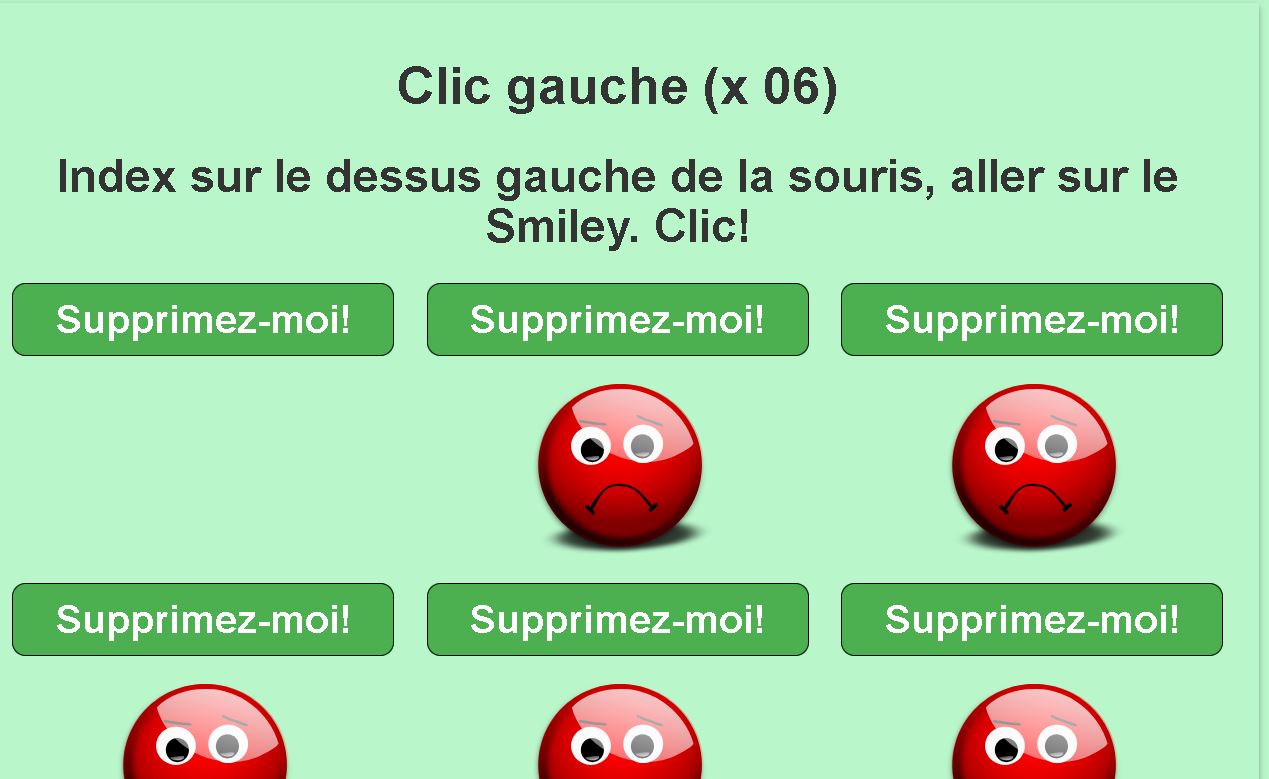 Clic gauche (x 06)
Index sur le dessus gauche de la souris, aller sur le
Smiley. Clic!
Supprimez-moi! Supprimez-moi! Supprimez-moi!
Supprimez-moi! Supprimez-moi! Supprimez-moi!